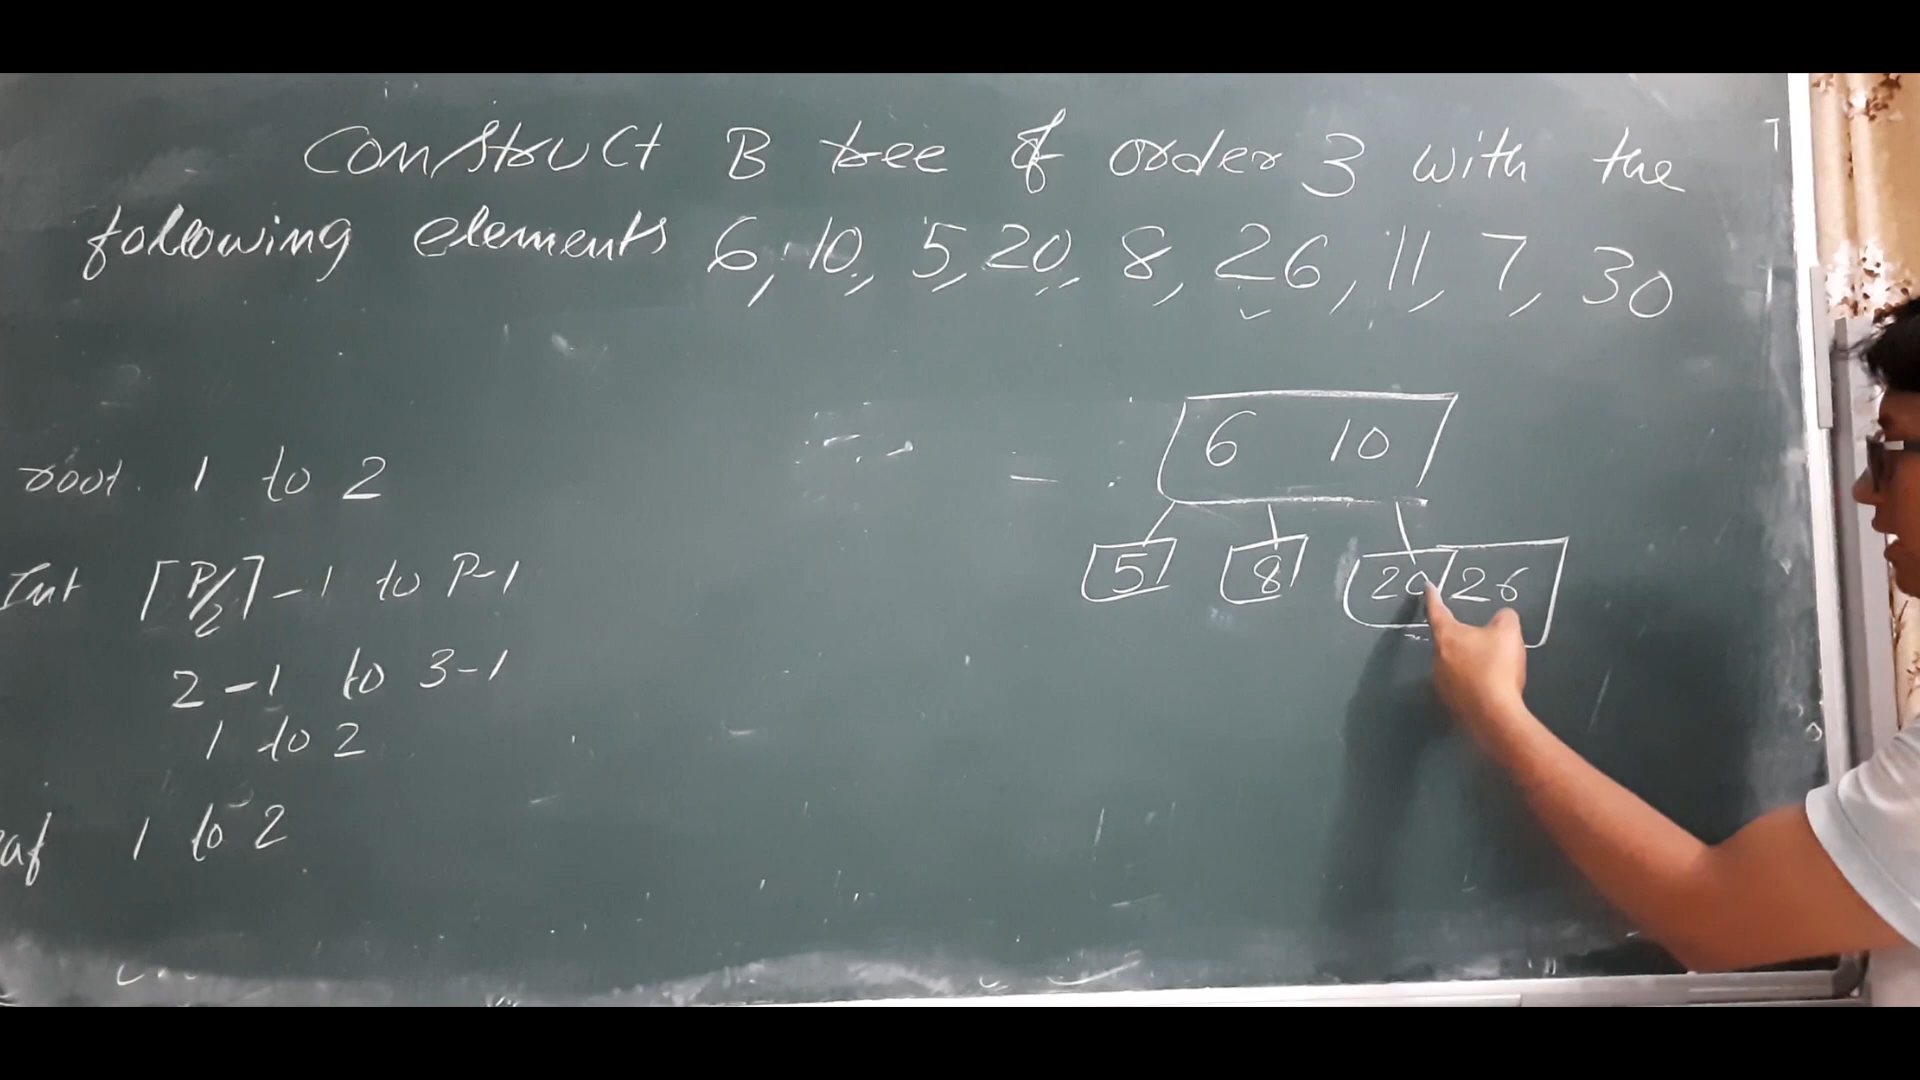 Construct B tree of order 3 with the
following elements 6, 10, 5, 20, 8, 26, 11, 7, 30
root. 1 to 2
Int ⌈P/2⌉-1 to P-1
2-1 to 3-1
1 to 2
eaf 1 to 2
6 10
5 8 20 26